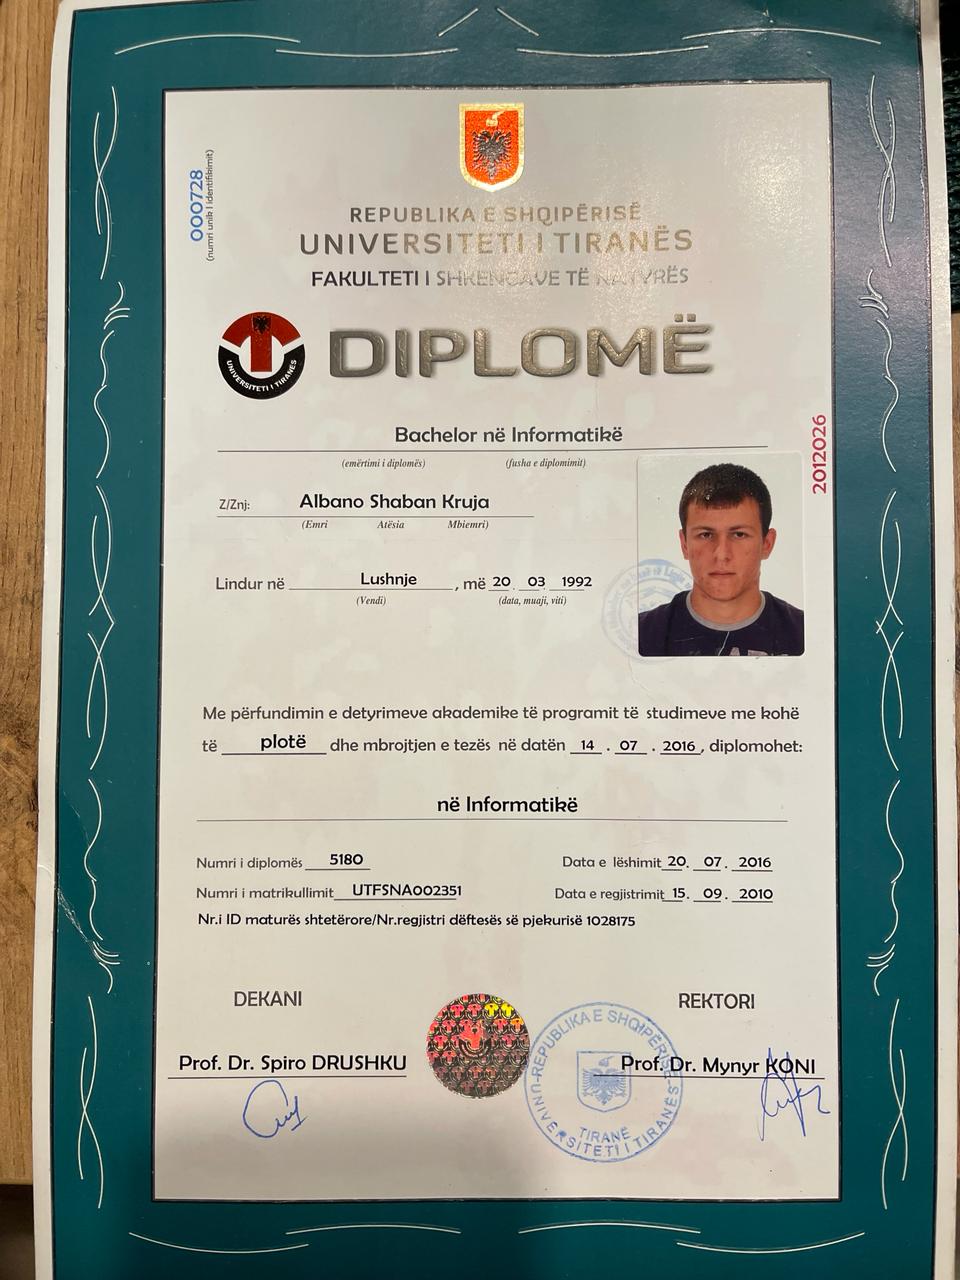 000728
(numri unik i identifikimit)
REPUBLIKA E SHQIPËRISË
UNIVERSITETI I TIRANËS
FAKULTETI I SHKENCAVE TË NATYRËS
UNIVERSITETI I TIRANËS
DIPLOMË
Bachelor në Informatikë
(emërtimi i diplomës) (fusha e diplomimit)
2012026
Z/Znj: Albano Shaban Kruja
(Emri Atësia Mbiemri)
Lindur në Lushnje , më 20 . 03 . 1992
(Vendi) (data, muaji, viti)
Me përfundimin e detyrimeve akademike të programit të studimeve me kohë
të plotë dhe mbrojtjen e tezës në datën 14 . 07 . 2016 , diplomohet:
në Informatikë
Numri i diplomës 5180 Data e lëshimit 20. 07. 2016
Numri i matrikullimit UTFSNA002351 Data e regjistrimit 15. 09. 2010
Nr.i ID maturës shtetërore/Nr.regjistri dëftesës së pjekurisë 1028175
DEKANI REKTORI
Prof. Dr. Spiro DRUSHKU Prof. Dr. Mynyr KONI
REPUBLIKA E SHQIPËRISË
TIRANË
UNIVERSITETI I TIRANËS